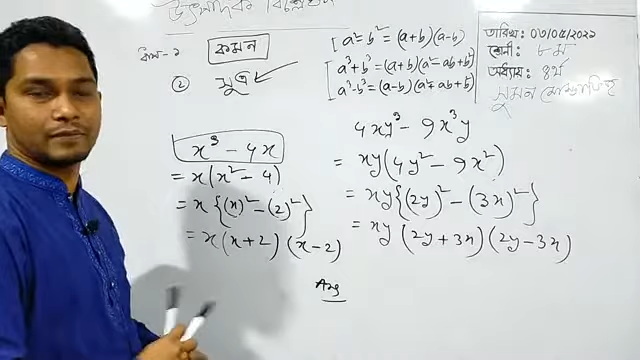 উৎপাদক বিশ্লেষণ
ক্লাস-১
কমন
② সূত্র
[a²-b² = (a+b)(a-b)
[a³+b³ = (a+b)(a²-ab+b²)
a³-b³ = (a-b)(a²+ab+b²)
তারিখ: ০৩/০৫/২০২১
শ্রেণী: ৮ম
অধ্যায়: ৪র্থ
সুমন
x³ - 4x
= x(x² - 4)
= x{(x)² - (2)²}
= x(x+2)(x-2)
4xy³ - 9x³y
= xy(4y² - 9x²)
= xy{(2y)² - (3x)²}
= xy(2y+3x)(2y-3x)
Ans